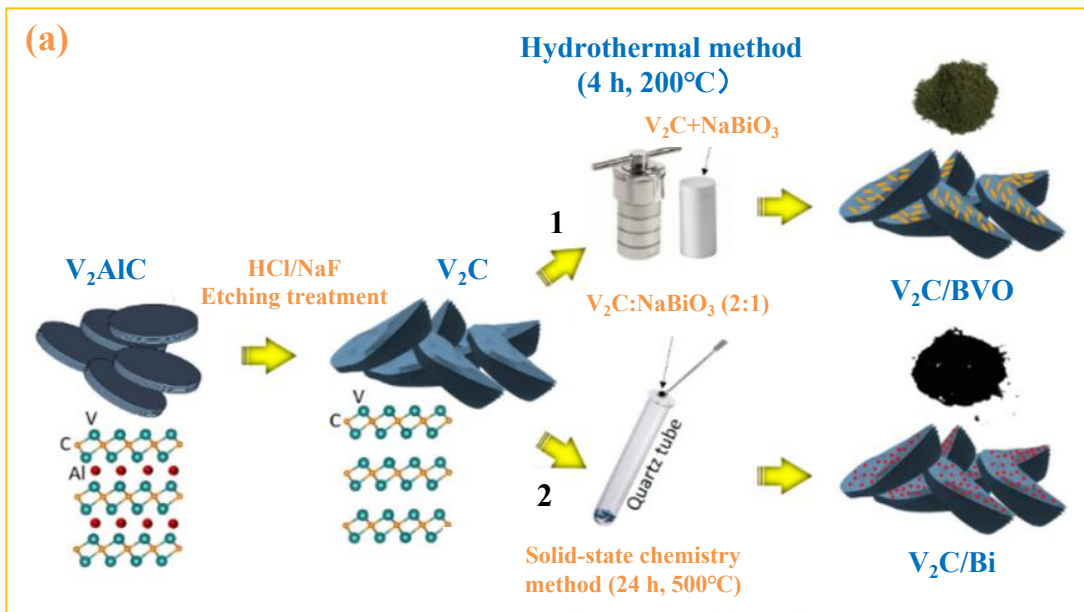 (a)
Hydrothermal method
(4 h, 200℃）
V₂C+NaBiO₃
1
V₂AlC
HCl/NaF
Etching treatment
V₂C
V₂C:NaBiO₃ (2:1)
V₂C/BVO
V
C
Al
V
C
Quartz tube
2
Solid-state chemistry
method (24 h, 500℃)
V₂C/Bi